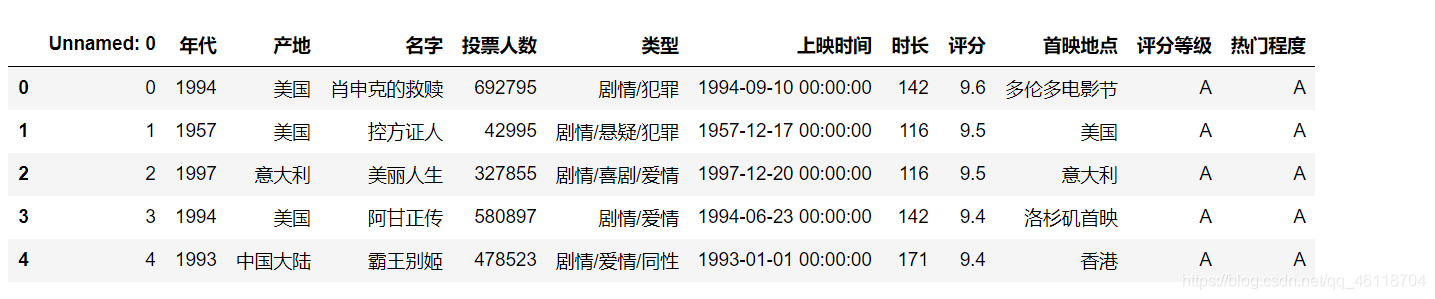 Unnamed: 0 年代 产地 名字 投票人数 类型 上映时间 时长 评分 首映地点 评分等级 热门程度
0 0 1994 美国 肖申克的救赎 692795 剧情/犯罪 1994-09-10 00:00:00 142 9.6 多伦多电影节 A A
1 1 1957 美国 控方证人 42995 剧情/悬疑/犯罪 1957-12-17 00:00:00 116 9.5 美国 A A
2 2 1997 意大利 美丽人生 327855 剧情/喜剧/爱情 1997-12-20 00:00:00 116 9.5 意大利 A A
3 3 1994 美国 阿甘正传 580897 剧情/爱情 1994-06-23 00:00:00 142 9.4 洛杉矶首映 A A
4 4 1993 中国大陆 霸王别姬 478523 剧情/爱情/同性 1993-01-01 00:00:00 171 9.4 香港 A A
https://blog.csdn.net/qq_46118704